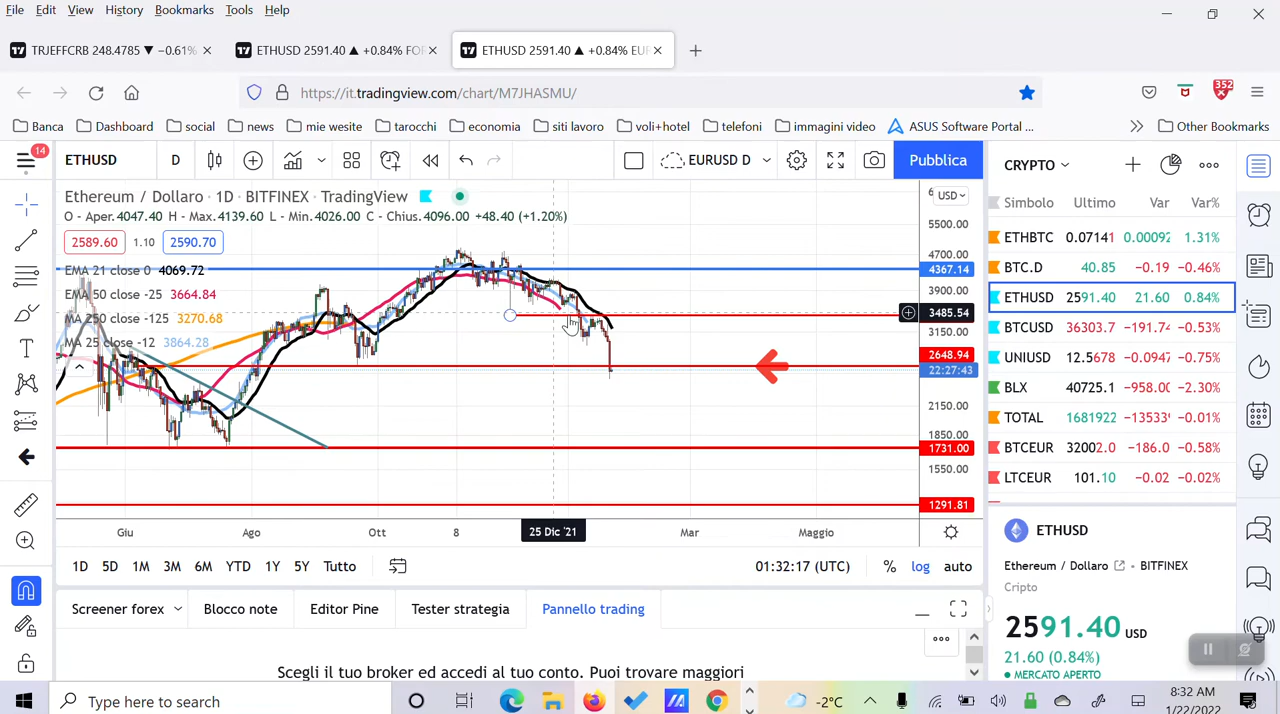 File Edit View History Bookmarks Tools Help
TRJEFFCRB 248.4785 ▼ −0.61% ETHUSD 2591.40 ▲ +0.84% FO ETHUSD 2591.40 ▲ +0.84% EU
https://it.tradingview.com/chart/M7JHASMU/ 352
Banca Dashboard social news mie wesite tarocchi economia siti lavoro voli+hotel telefoni immagini video ASUS Software Portal ... Other Bookmarks
14 ETHUSD D EURUSD D Pubblica CRYPTO
Ethereum / Dollaro · 1D · BITFINEX · TradingView USD
O - Aper.4047.40 H - Max.4139.60 L - Min.4026.00 C - Chius.4096.00 +48.40 (+1.20%)
2589.60 1.10 2590.70
EMA 21 close 0 4069.72
EMA 50 close -25 3664.84
MA 250 close -125 3270.68
MA 25 close -12 3864.28
5500.00
4700.00
4367.14
3900.00
3485.54
3150.00
2648.94
22:27:43
2150.00
1850.00
1731.00
1550.00
1291.81
Giu Ago Ott 8 25 Dic '21 Mar Maggio
1D 5D 1M 3M 6M YTD 1Y 5Y Tutto 01:32:17 (UTC) % log auto
Screener forex Blocco note Editor Pine Tester strategia Pannello trading
Scegli il tuo broker ed accedi al tuo conto. Puoi trovare maggiori
Simbolo Ultimo Var Var%
ETHBTC 0.07141 0.00092 1.31%
BTC.D 40.85 −0.19 −0.46%
ETHUSD 2591.40 21.60 0.84%
BTCUSD 36303.7 −191.74 −0.53%
UNIUSD 12.5678 −0.0947 −0.75%
BLX 40725.1 −958.00 −2.30%
TOTAL 1681922 −13533 −0.01%
BTCEUR 32002.0 −186.0 −0.58%
LTCEUR 101.10 −0.02 −0.02%
ETHUSD
Ethereum / Dollaro · BITFINEX
Cripto
2591.40 USD
21.60 (0.84%)
MERCATO APERTO
Type here to search -2°C 8:32 AM
1/22/2022